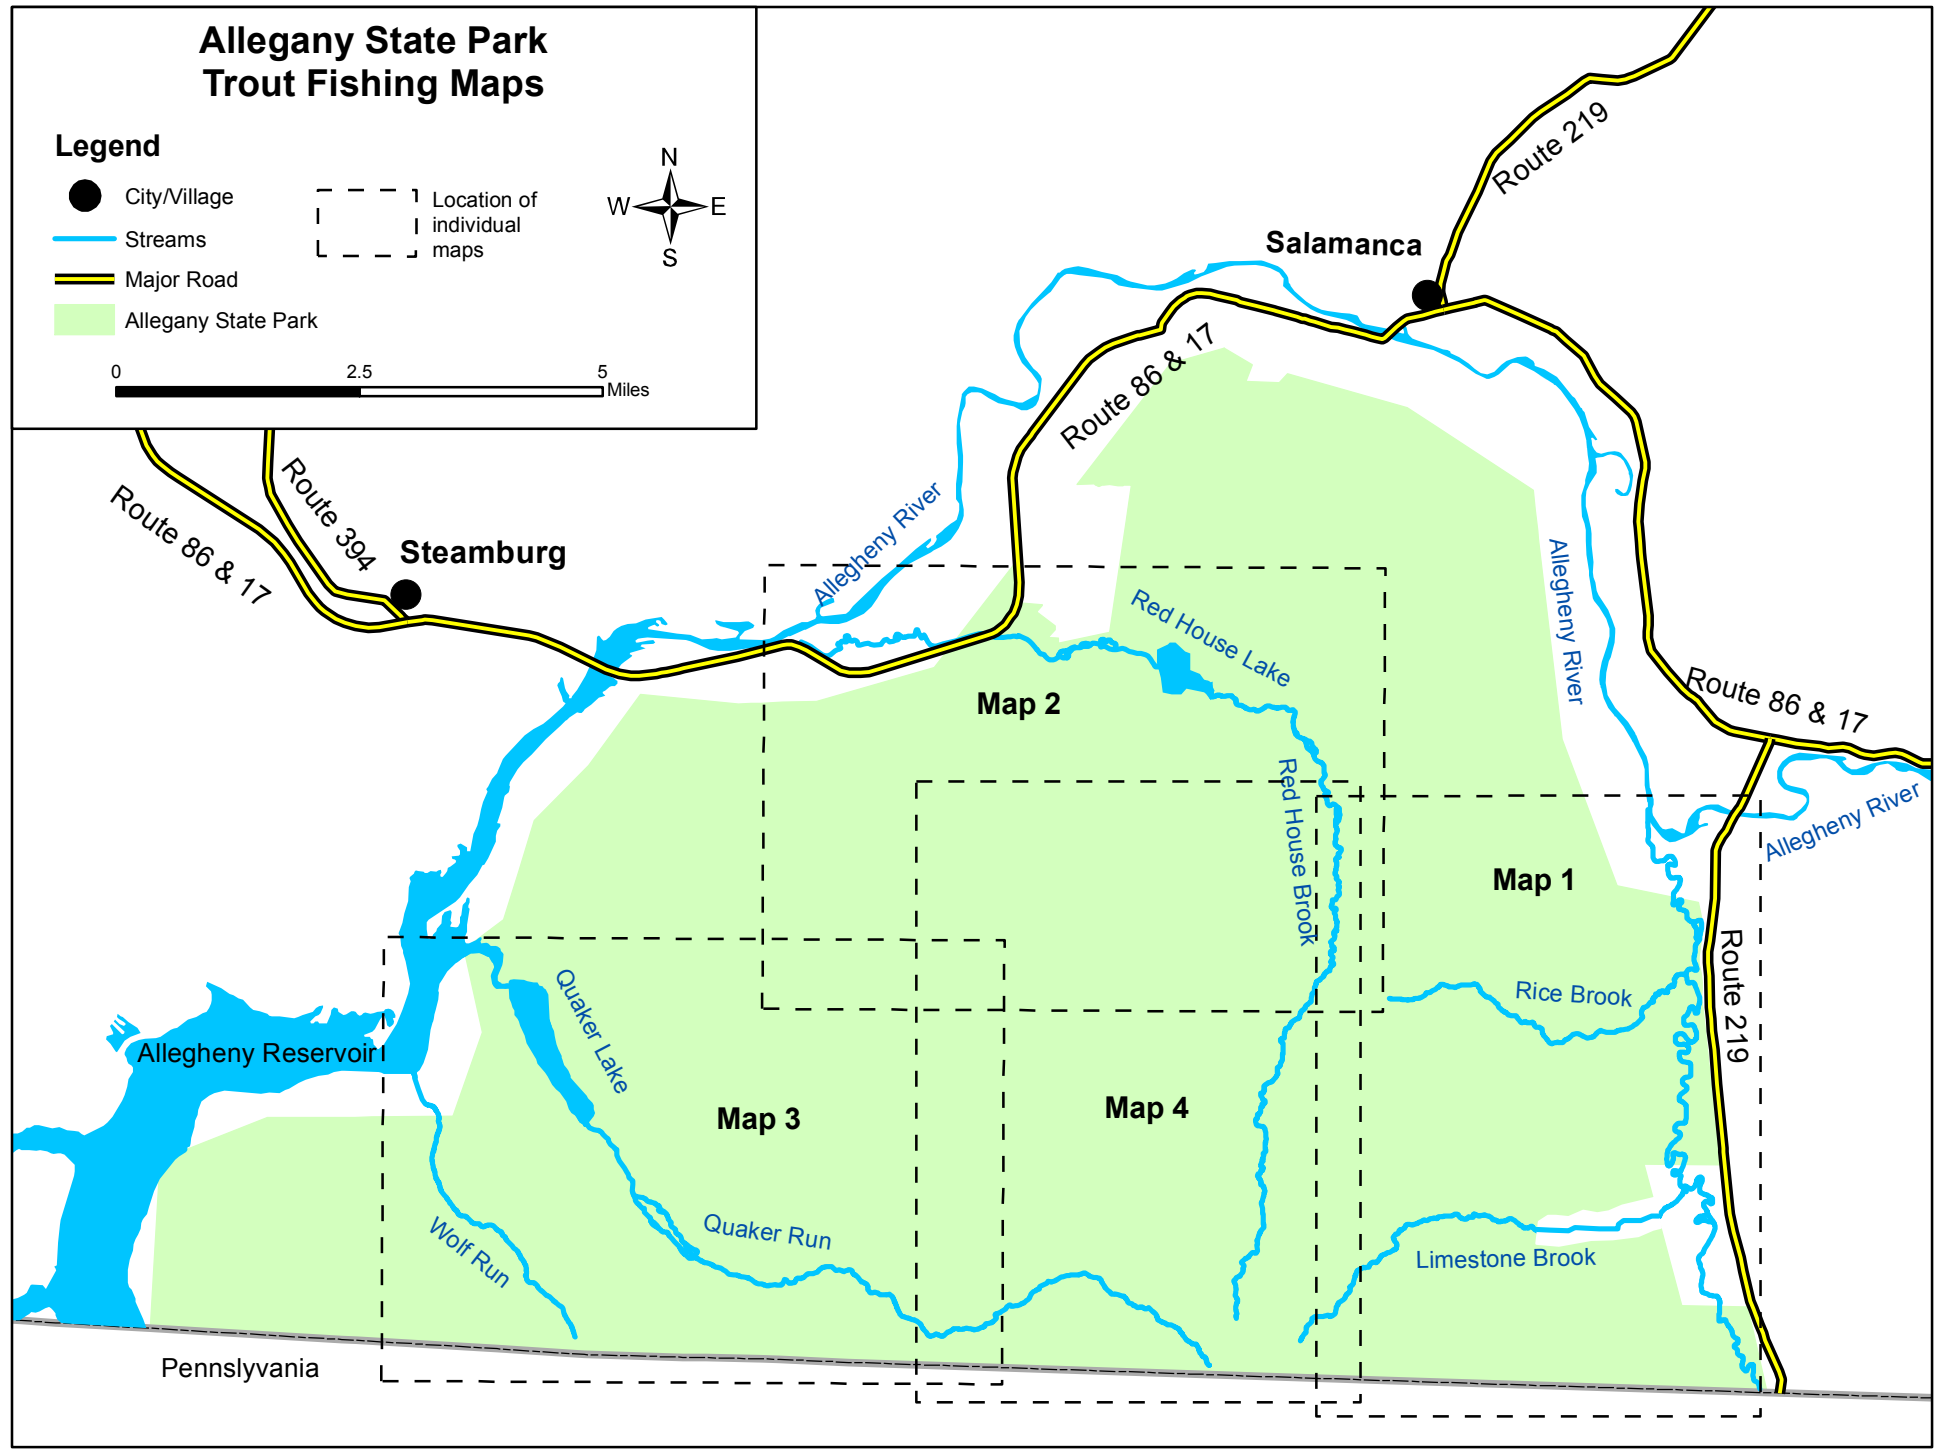 Allegany State Park
Trout Fishing Maps
Legend
City/Village
Streams
Major Road
Allegany State Park
Location of
individual
maps
N
W
E
S
0
2.5
5
Miles
Route 219
Salamanca
Route 86 & 17
Route 394
Route 86 & 17
Steamburg
Allegheny River
Allegheny River
Red House Lake
Map 2
Route 86 & 17
Allegheny River
Red House Brook
Map 1
Route 219
Rice Brook
Quaker Lake
Allegheny Reservoir
Map 3
Map 4
Wolf Run
Quaker Run
Limestone Brook
Pennslyvania